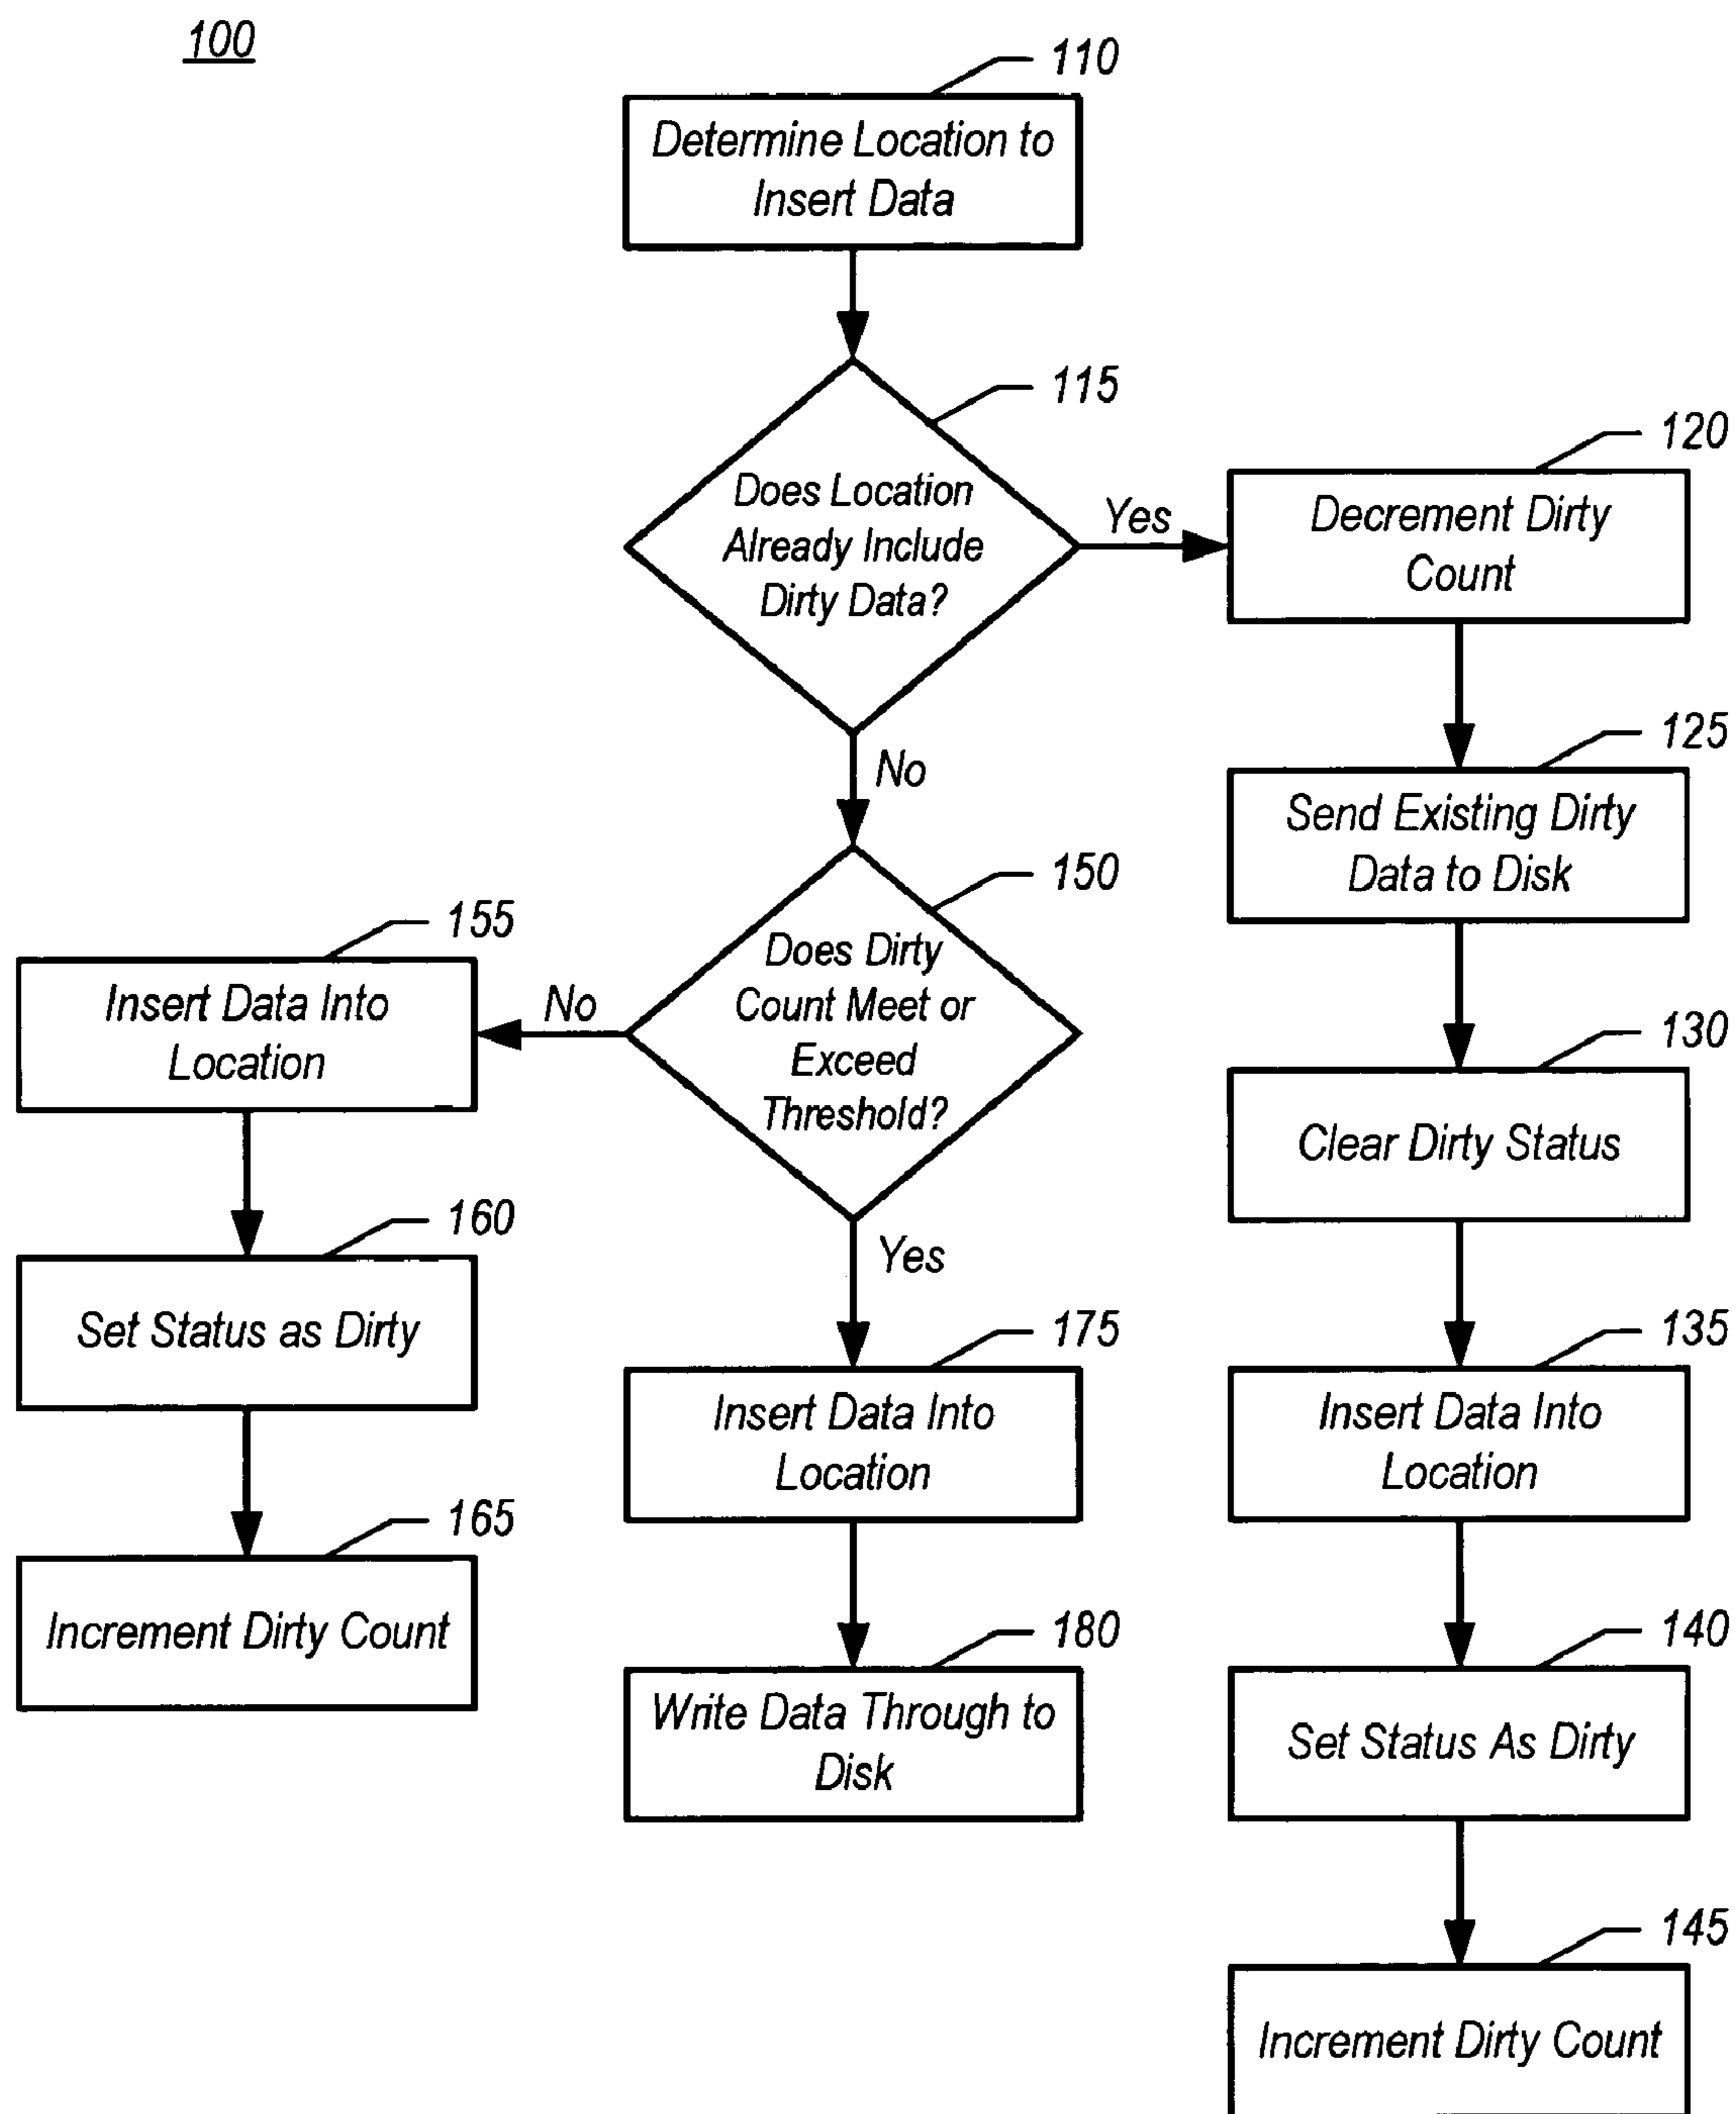 100
110
Determine Location to
Insert Data
115
Does Location
Already Include
Dirty Data?
Yes
120
Decrement Dirty
Count
No
125
Send Existing Dirty
Data to Disk
150
Does Dirty
Count Meet or
Exceed
Threshold?
No
155
Insert Data Into
Location
130
Clear Dirty Status
160
Set Status as Dirty
Yes
175
Insert Data Into
Location
135
Insert Data Into
Location
165
Increment Dirty Count
180
Write Data Through to
Disk
140
Set Status As Dirty
145
Increment Dirty Count